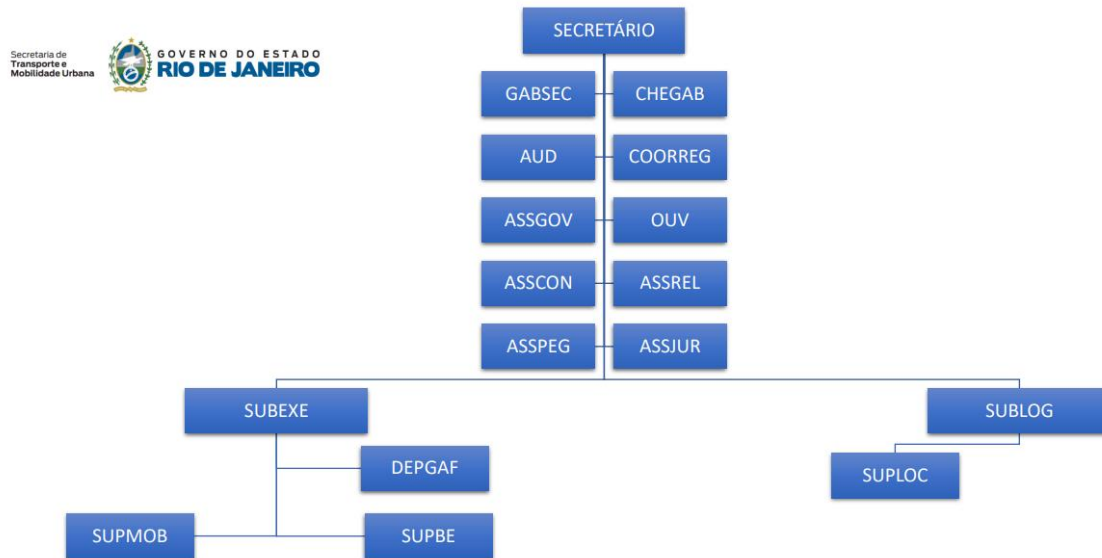 SECRETÁRIO
Secretaria de
Transporte e
Mobilidade Urbana
GOVERNO DO ESTADO
RIO DE JANEIRO
GABSEC
CHEGAB
AUD
COORREG
ASSGOV
OUV
ASSCON
ASSREL
ASSPEG
ASSJUR
SUBEXE
SUBLOG
DEPGAF
SUPLOC
SUPMOB
SUPBE